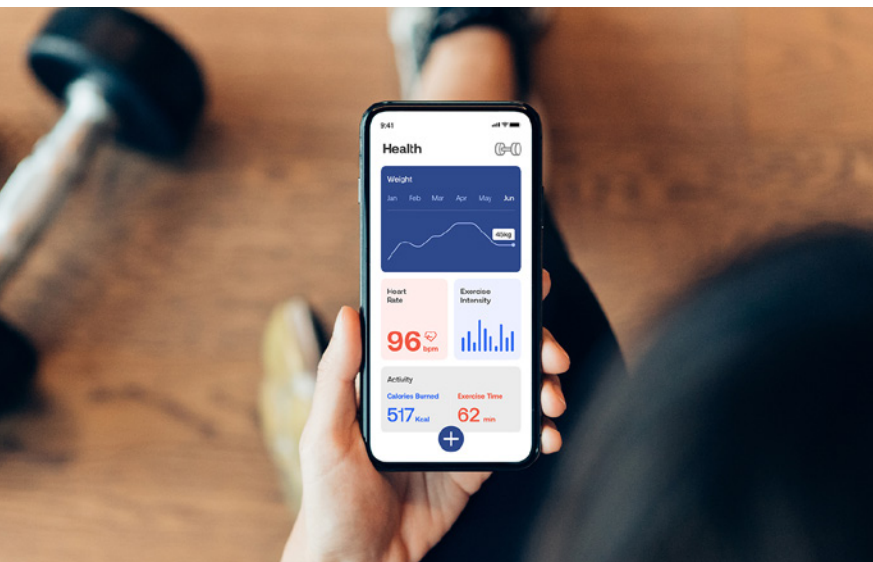 9:41
Health
Weight
Jan Feb Mar Apr May Jun
45kg
Heart
Rate
Exercise
Intensity
96 bpm
Activity
Calories Burned Exercise Time
517 Kcal 62 min